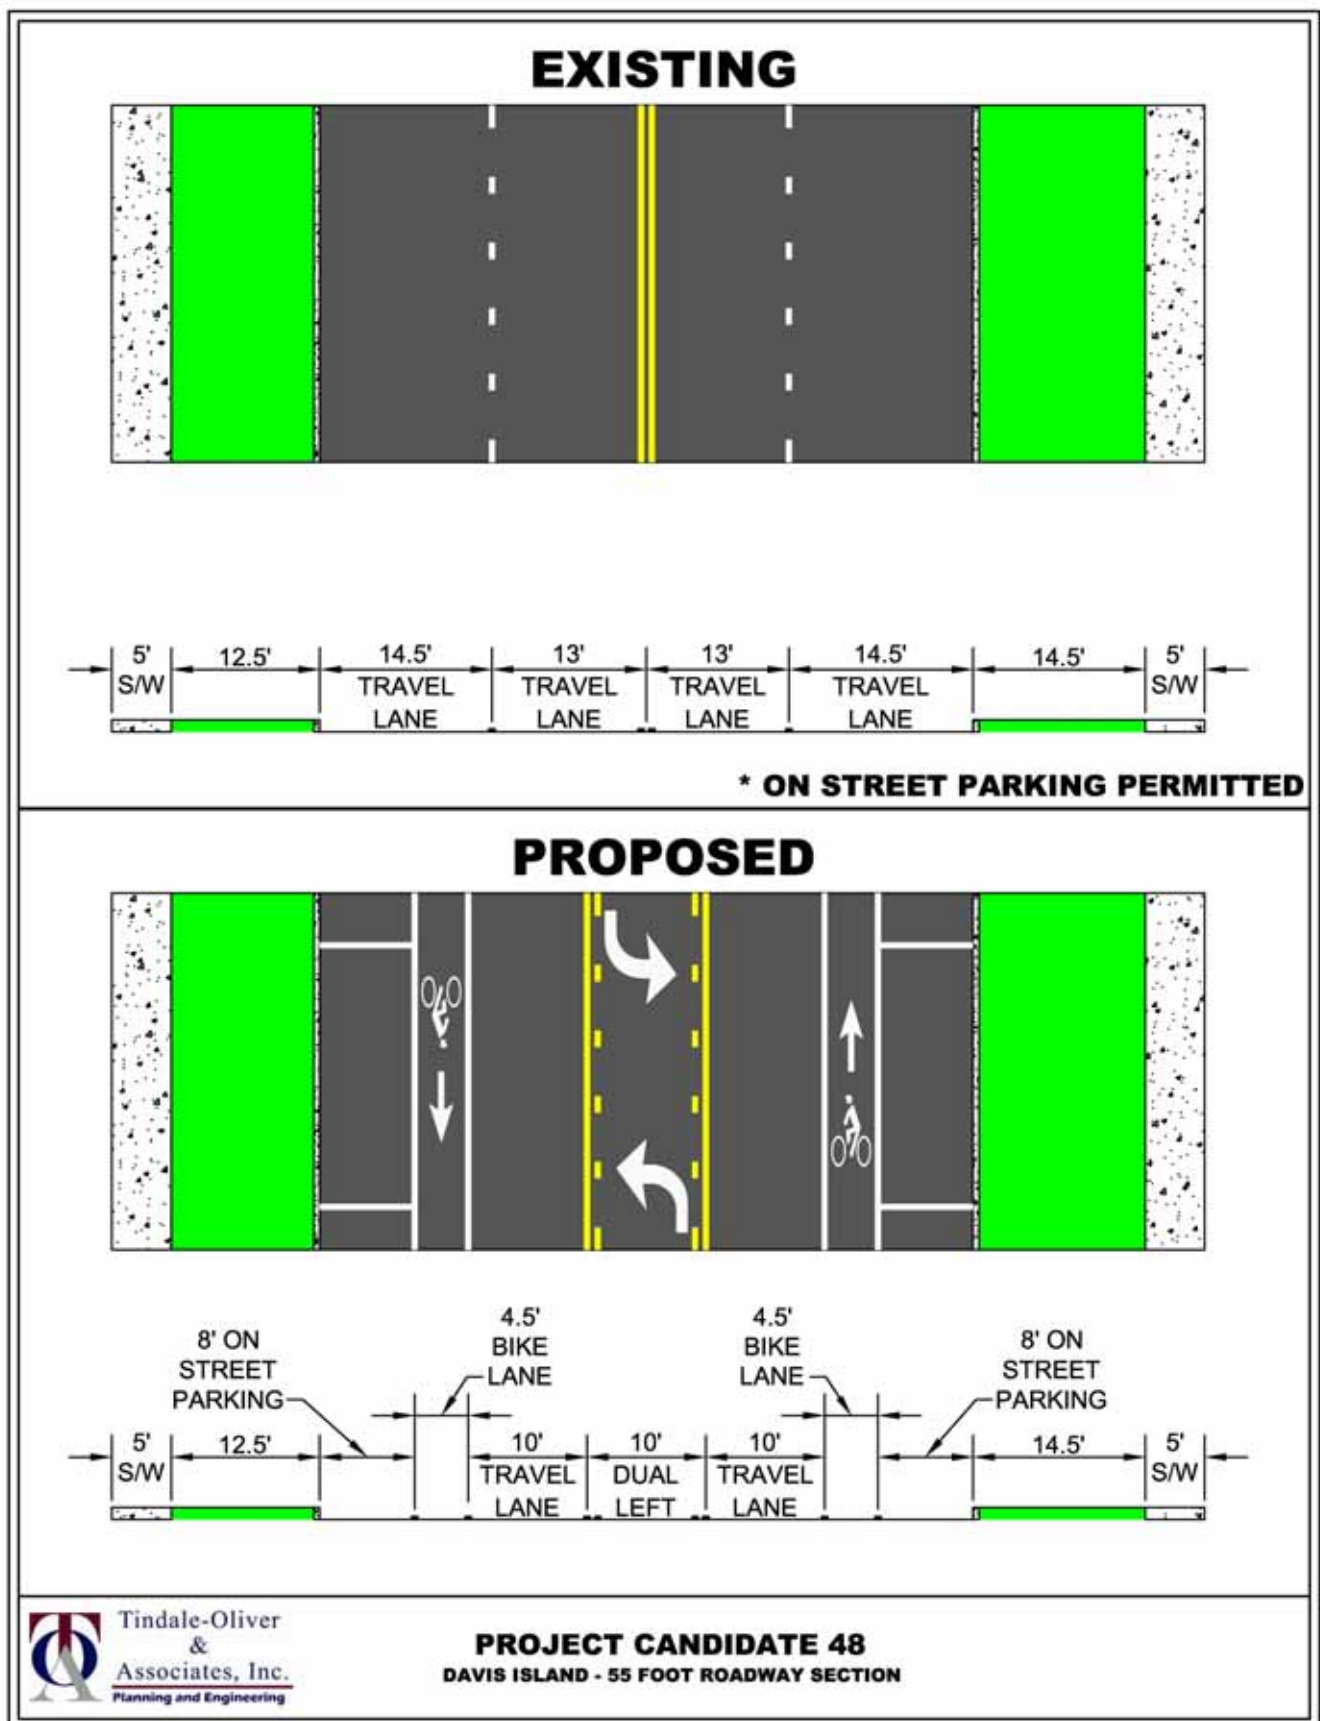 EXISTING
5' 12.5' 14.5' 13' 13' 14.5' 14.5' 5'
S/W TRAVEL TRAVEL TRAVEL TRAVEL S/W
LANE LANE LANE LANE
* ON STREET PARKING PERMITTED
PROPOSED
4.5' 4.5'
8' ON BIKE BIKE 8' ON
STREET LANE LANE STREET
PARKING PARKING
5' 12.5' 10' 10' 10' 14.5' 5'
S/W TRAVEL DUAL TRAVEL S/W
LANE LEFT LANE
Tindale-Oliver
&
Associates, Inc.
Planning and Engineering
TOA
PROJECT CANDIDATE 48
DAVIS ISLAND - 55 FOOT ROADWAY SECTION